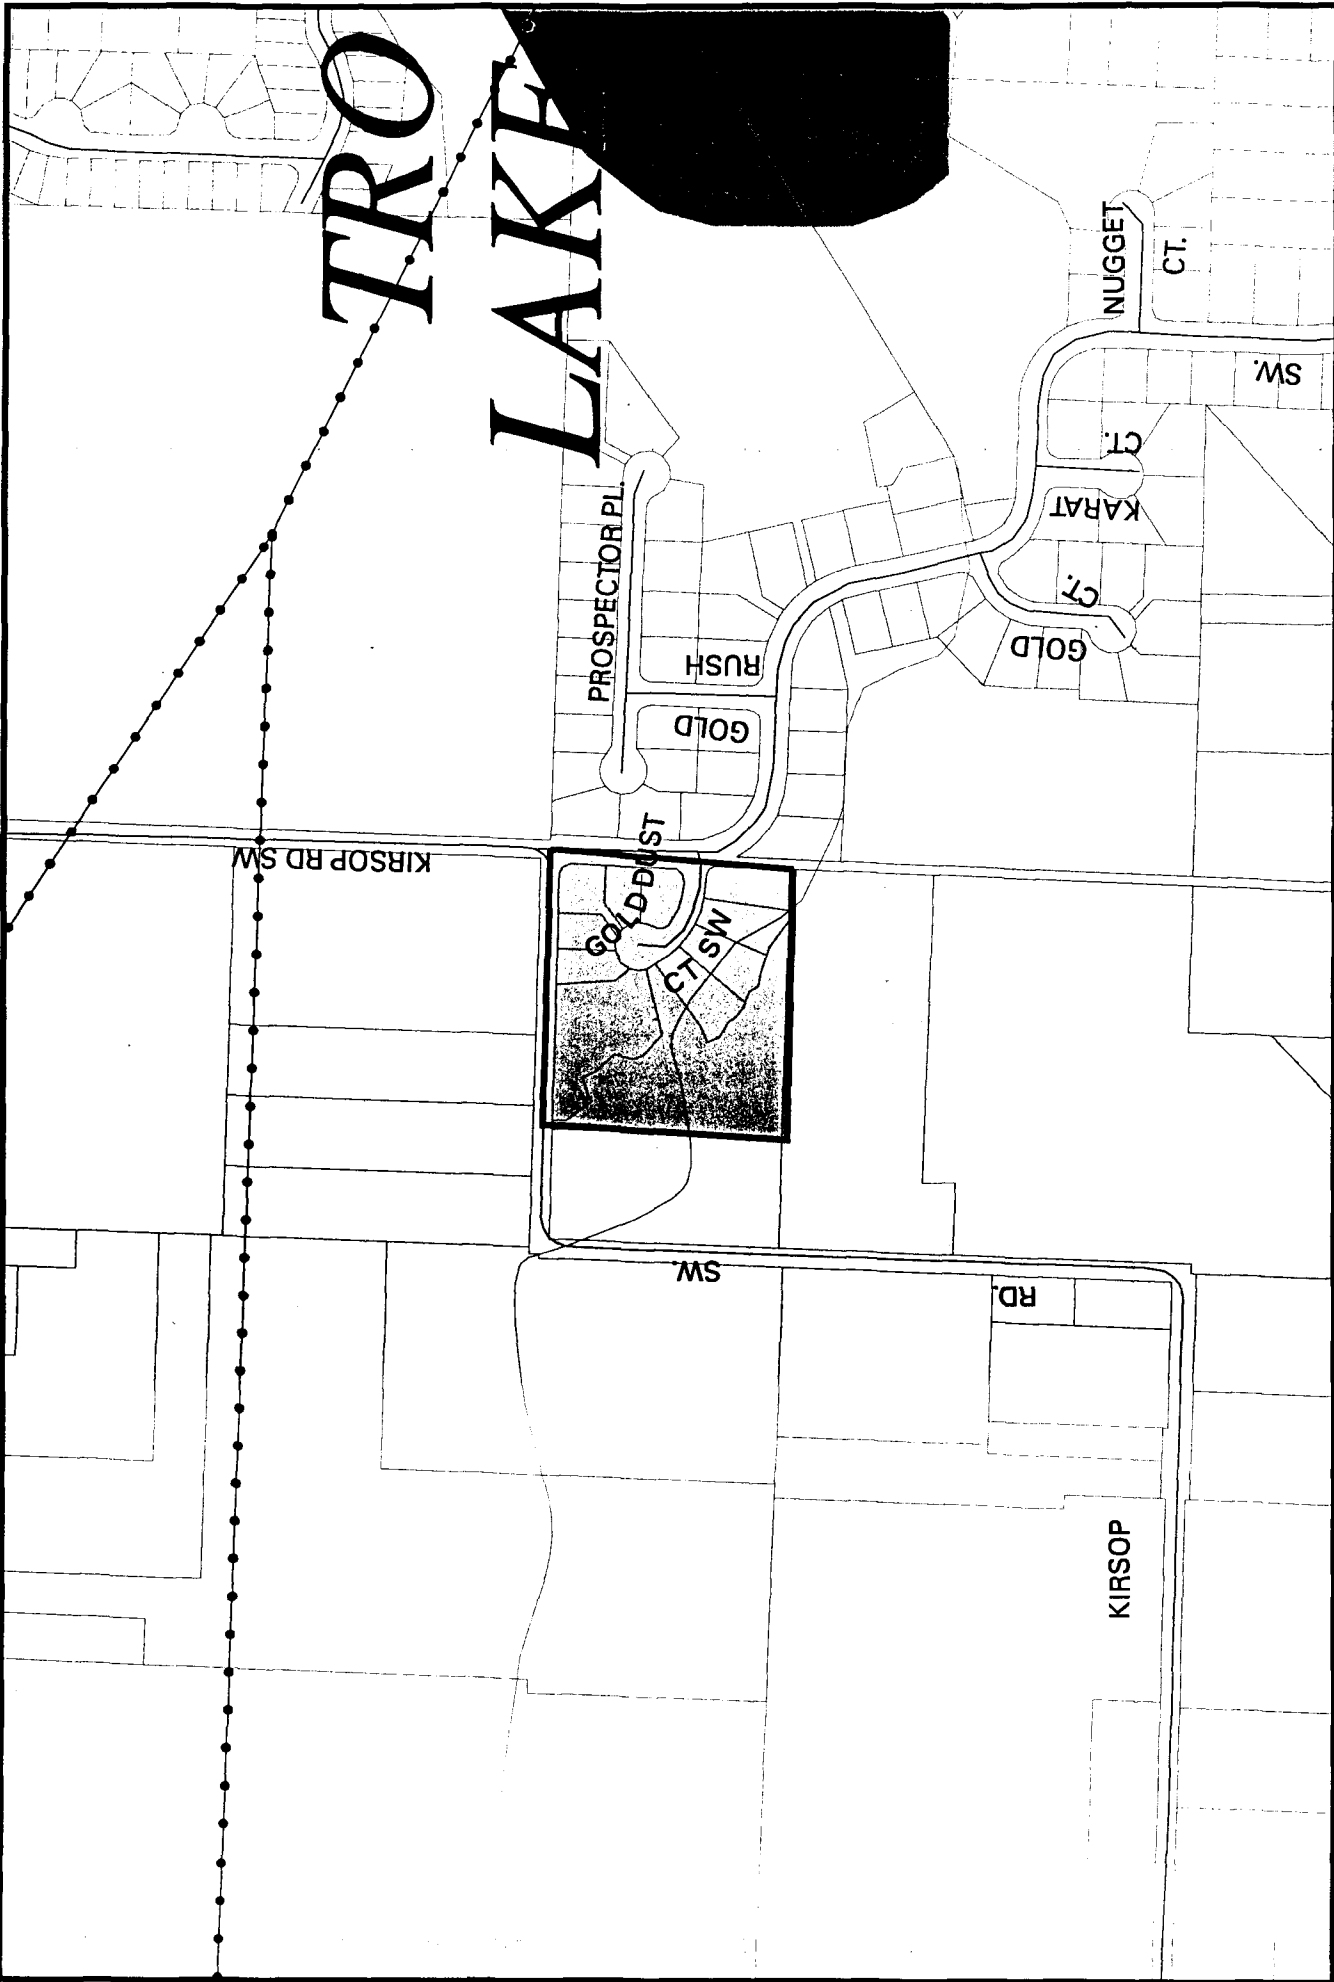 TRO
LAKE
NUGGET
CT.
SW.
KARAT
CT.
GOLD
CT.
PROSPECTOR PL.
GOLD
RUSH
KIRSOP RD SW
GOLD DUST
CT SW
SW.
RD.
KIRSOP